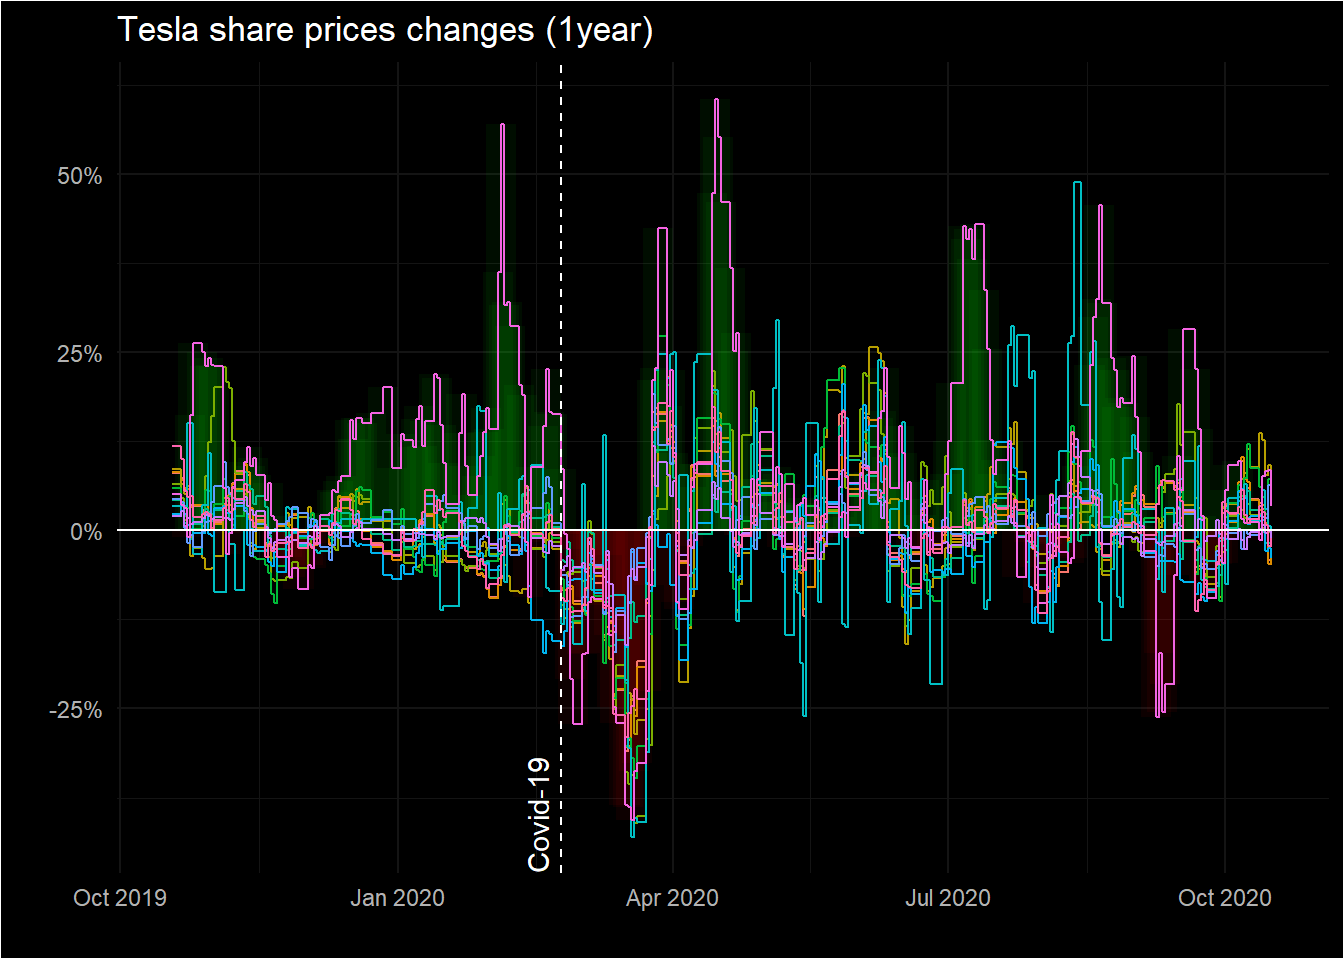 Tesla share prices changes (1year)
50%
25%
0%
-25%
Covid-19
Oct 2019
Jan 2020
Apr 2020
Jul 2020
Oct 2020